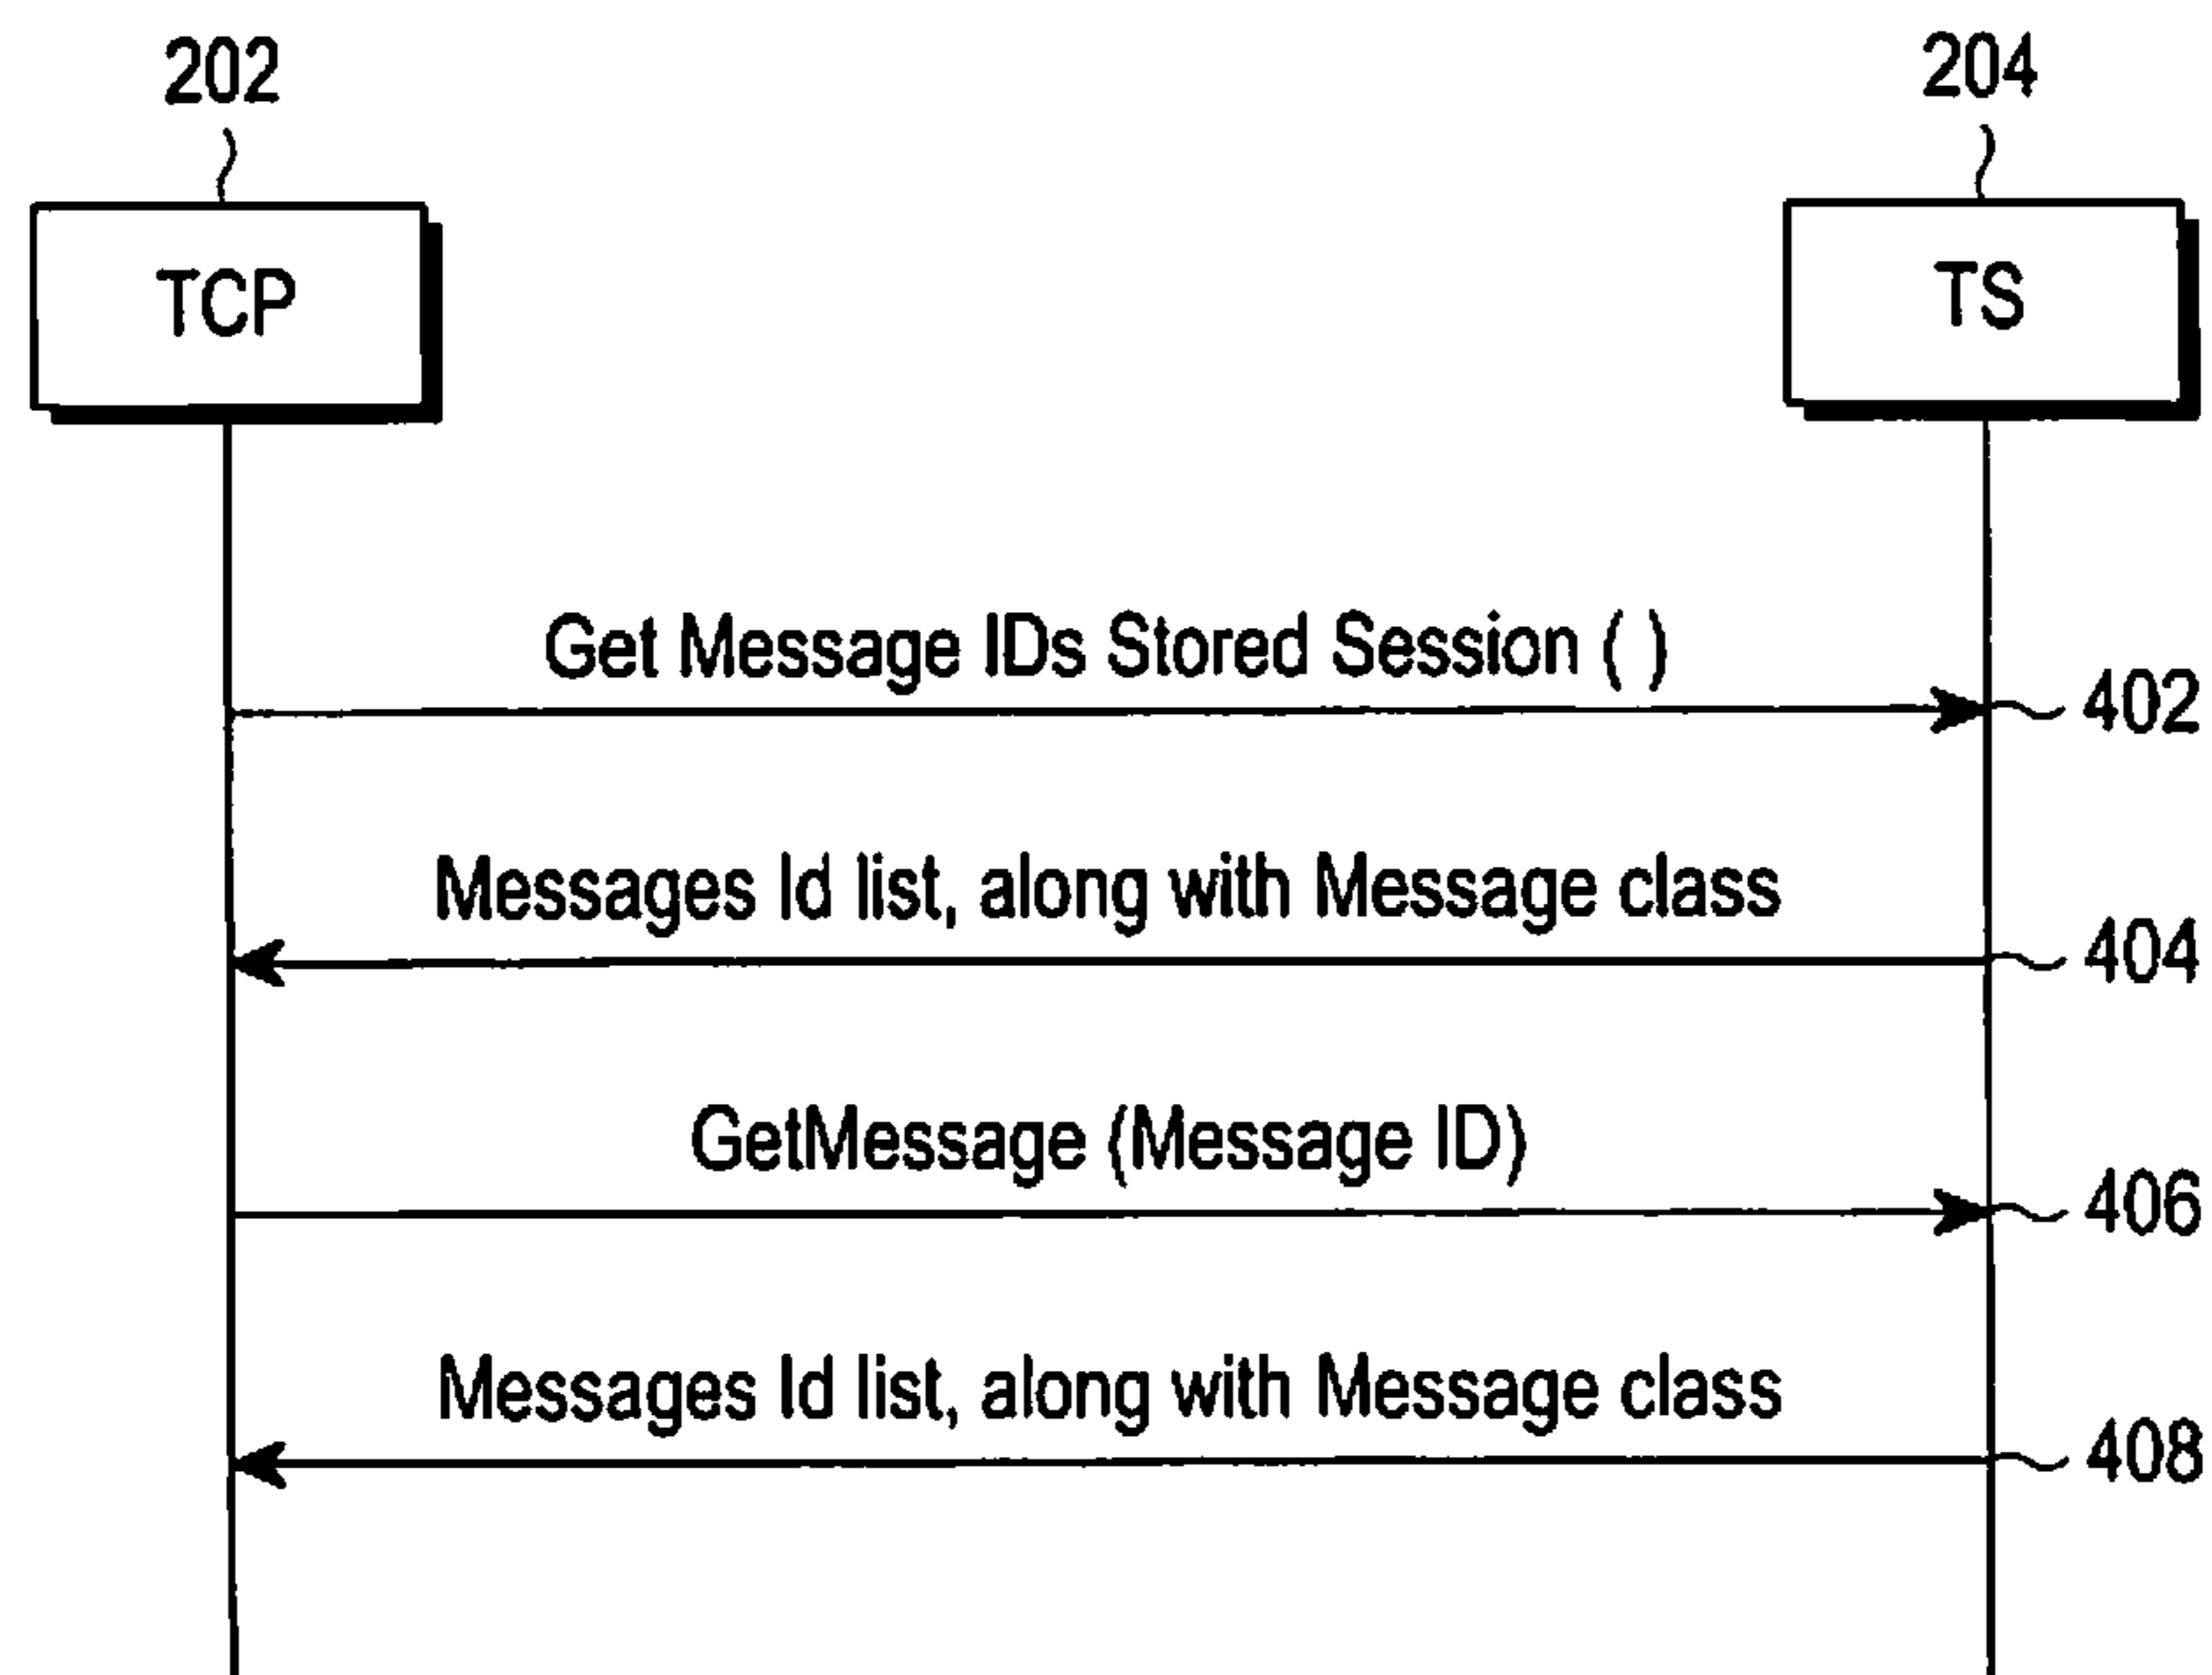 202
204
TCP
TS
Get Message IDs Stored Session ( )
402
Messages Id list, along with Message class
404
GetMessage (Message ID)
406
Messages Id list, along with Message class
408